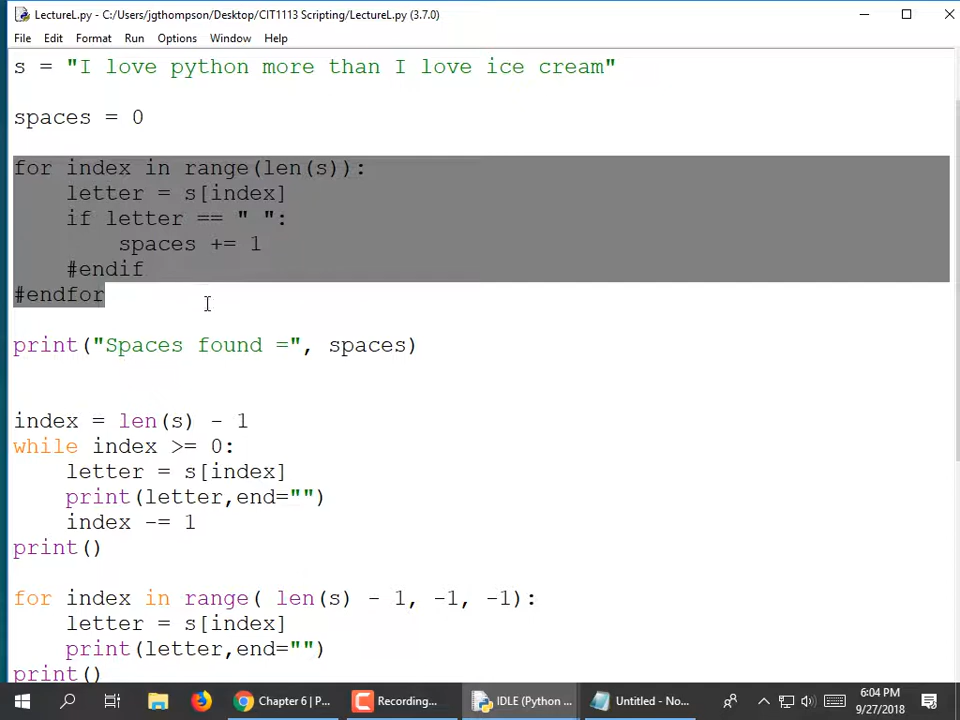 LectureL.py - C:/Users/jgthompson/Desktop/CIT1113 Scripting/LectureL.py (3.7.0)
File Edit Format Run Options Window Help
s = "I love python more than I love ice cream"
spaces = 0
for index in range(len(s)):
    letter = s[index]
    if letter == " ":
        spaces += 1
    #endif
#endfor
print("Spaces found =", spaces)
index = len(s) - 1
while index >= 0:
    letter = s[index]
    print(letter,end="")
    index -= 1
print()
for index in range( len(s) - 1, -1, -1):
    letter = s[index]
    print(letter,end="")
print()
Chapter 6 | P... Recording... IDLE (Python ... Untitled - No... 6:04 PM
9/27/2018